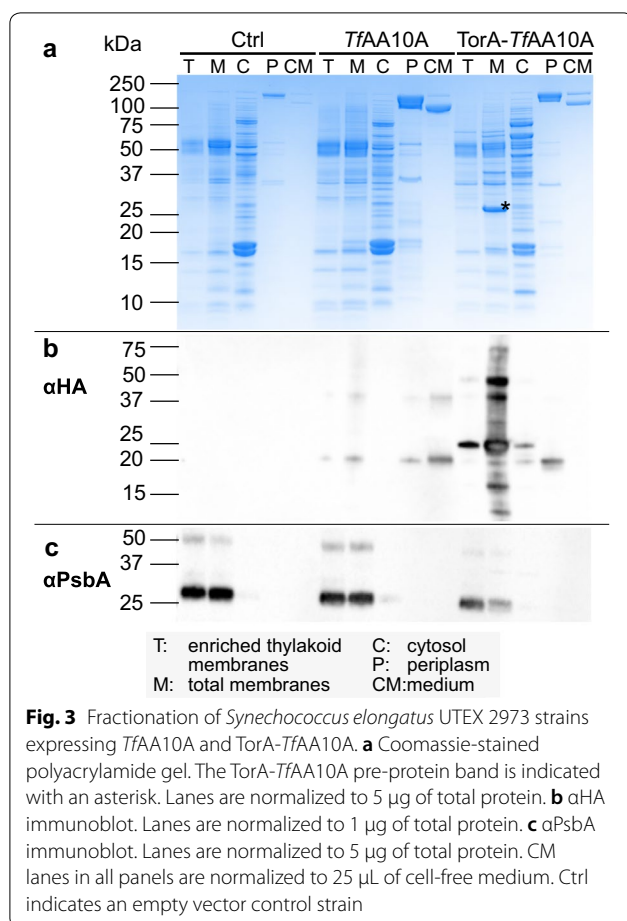 a
kDa
Ctrl TfAA10A TorA-TfAA10A
T M C P CM T M C P CM T M C P CM
250
100
75
50
37
25
*
20
15
10
b
αHA
75
50
37
25
20
15
c
αPsbA
50
37
25
T: enriched thylakoid membranes
M: total membranes
C: cytosol
P: periplasm
CM:medium
Fig. 3 Fractionation of Synechococcus elongatus UTEX 2973 strains
expressing TfAA10A and TorA-TfAA10A. a Coomassie-stained
polyacrylamide gel. The TorA-TfAA10A pre-protein band is indicated
with an asterisk. Lanes are normalized to 5 μg of total protein. b αHA
immunoblot. Lanes are normalized to 1 μg of total protein. c αPsbA
immunoblot. Lanes are normalized to 5 μg of total protein. CM
lanes in all panels are normalized to 25 μL of cell-free medium. Ctrl
indicates an empty vector control strain